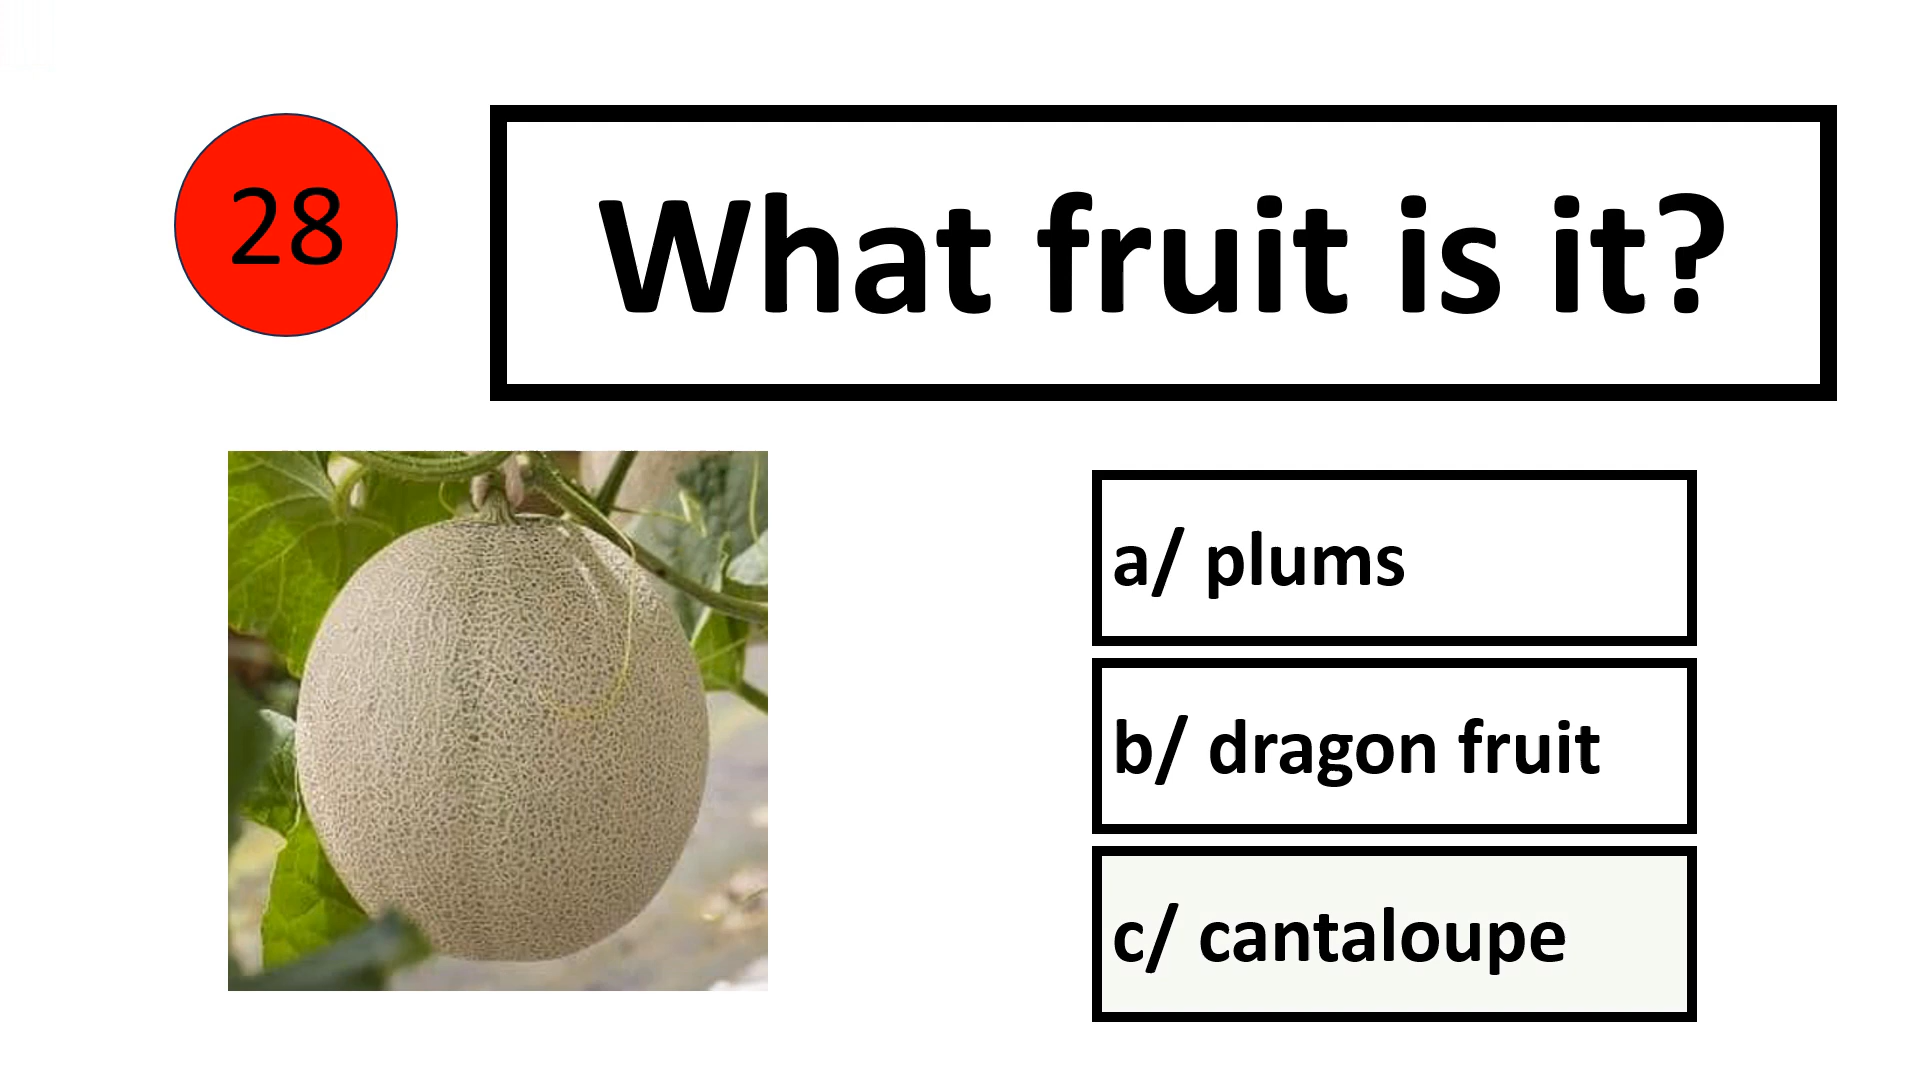 28
What fruit is it?
a/ plums
b/ dragon fruit
c/ cantaloupe